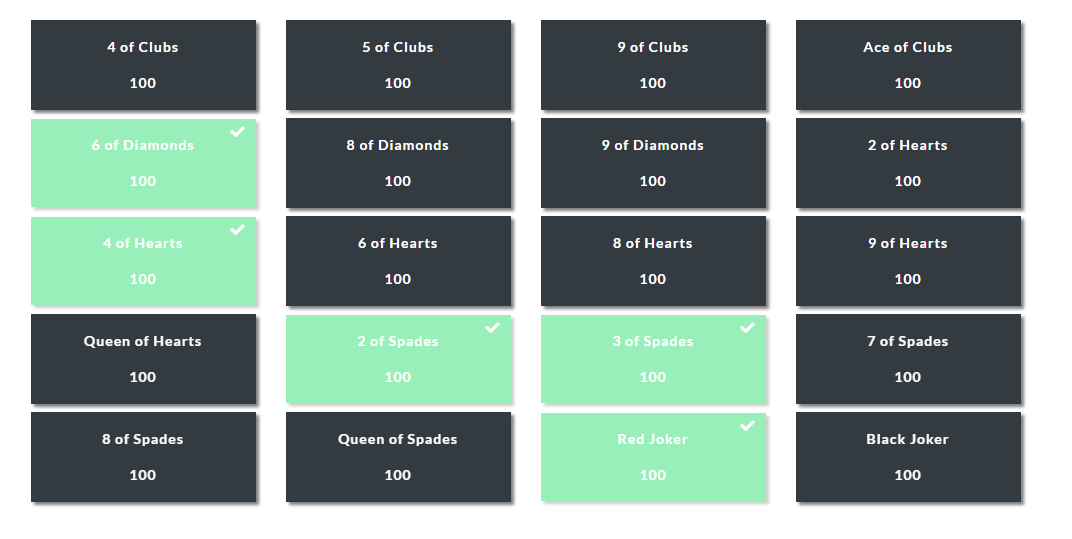 4 of Clubs
100
5 of Clubs
100
9 of Clubs
100
Ace of Clubs
100
6 of Diamonds
100
8 of Diamonds
100
9 of Diamonds
100
2 of Hearts
100
4 of Hearts
100
6 of Hearts
100
8 of Hearts
100
9 of Hearts
100
Queen of Hearts
100
2 of Spades
100
3 of Spades
100
7 of Spades
100
8 of Spades
100
Queen of Spades
100
Red Joker
100
Black Joker
100